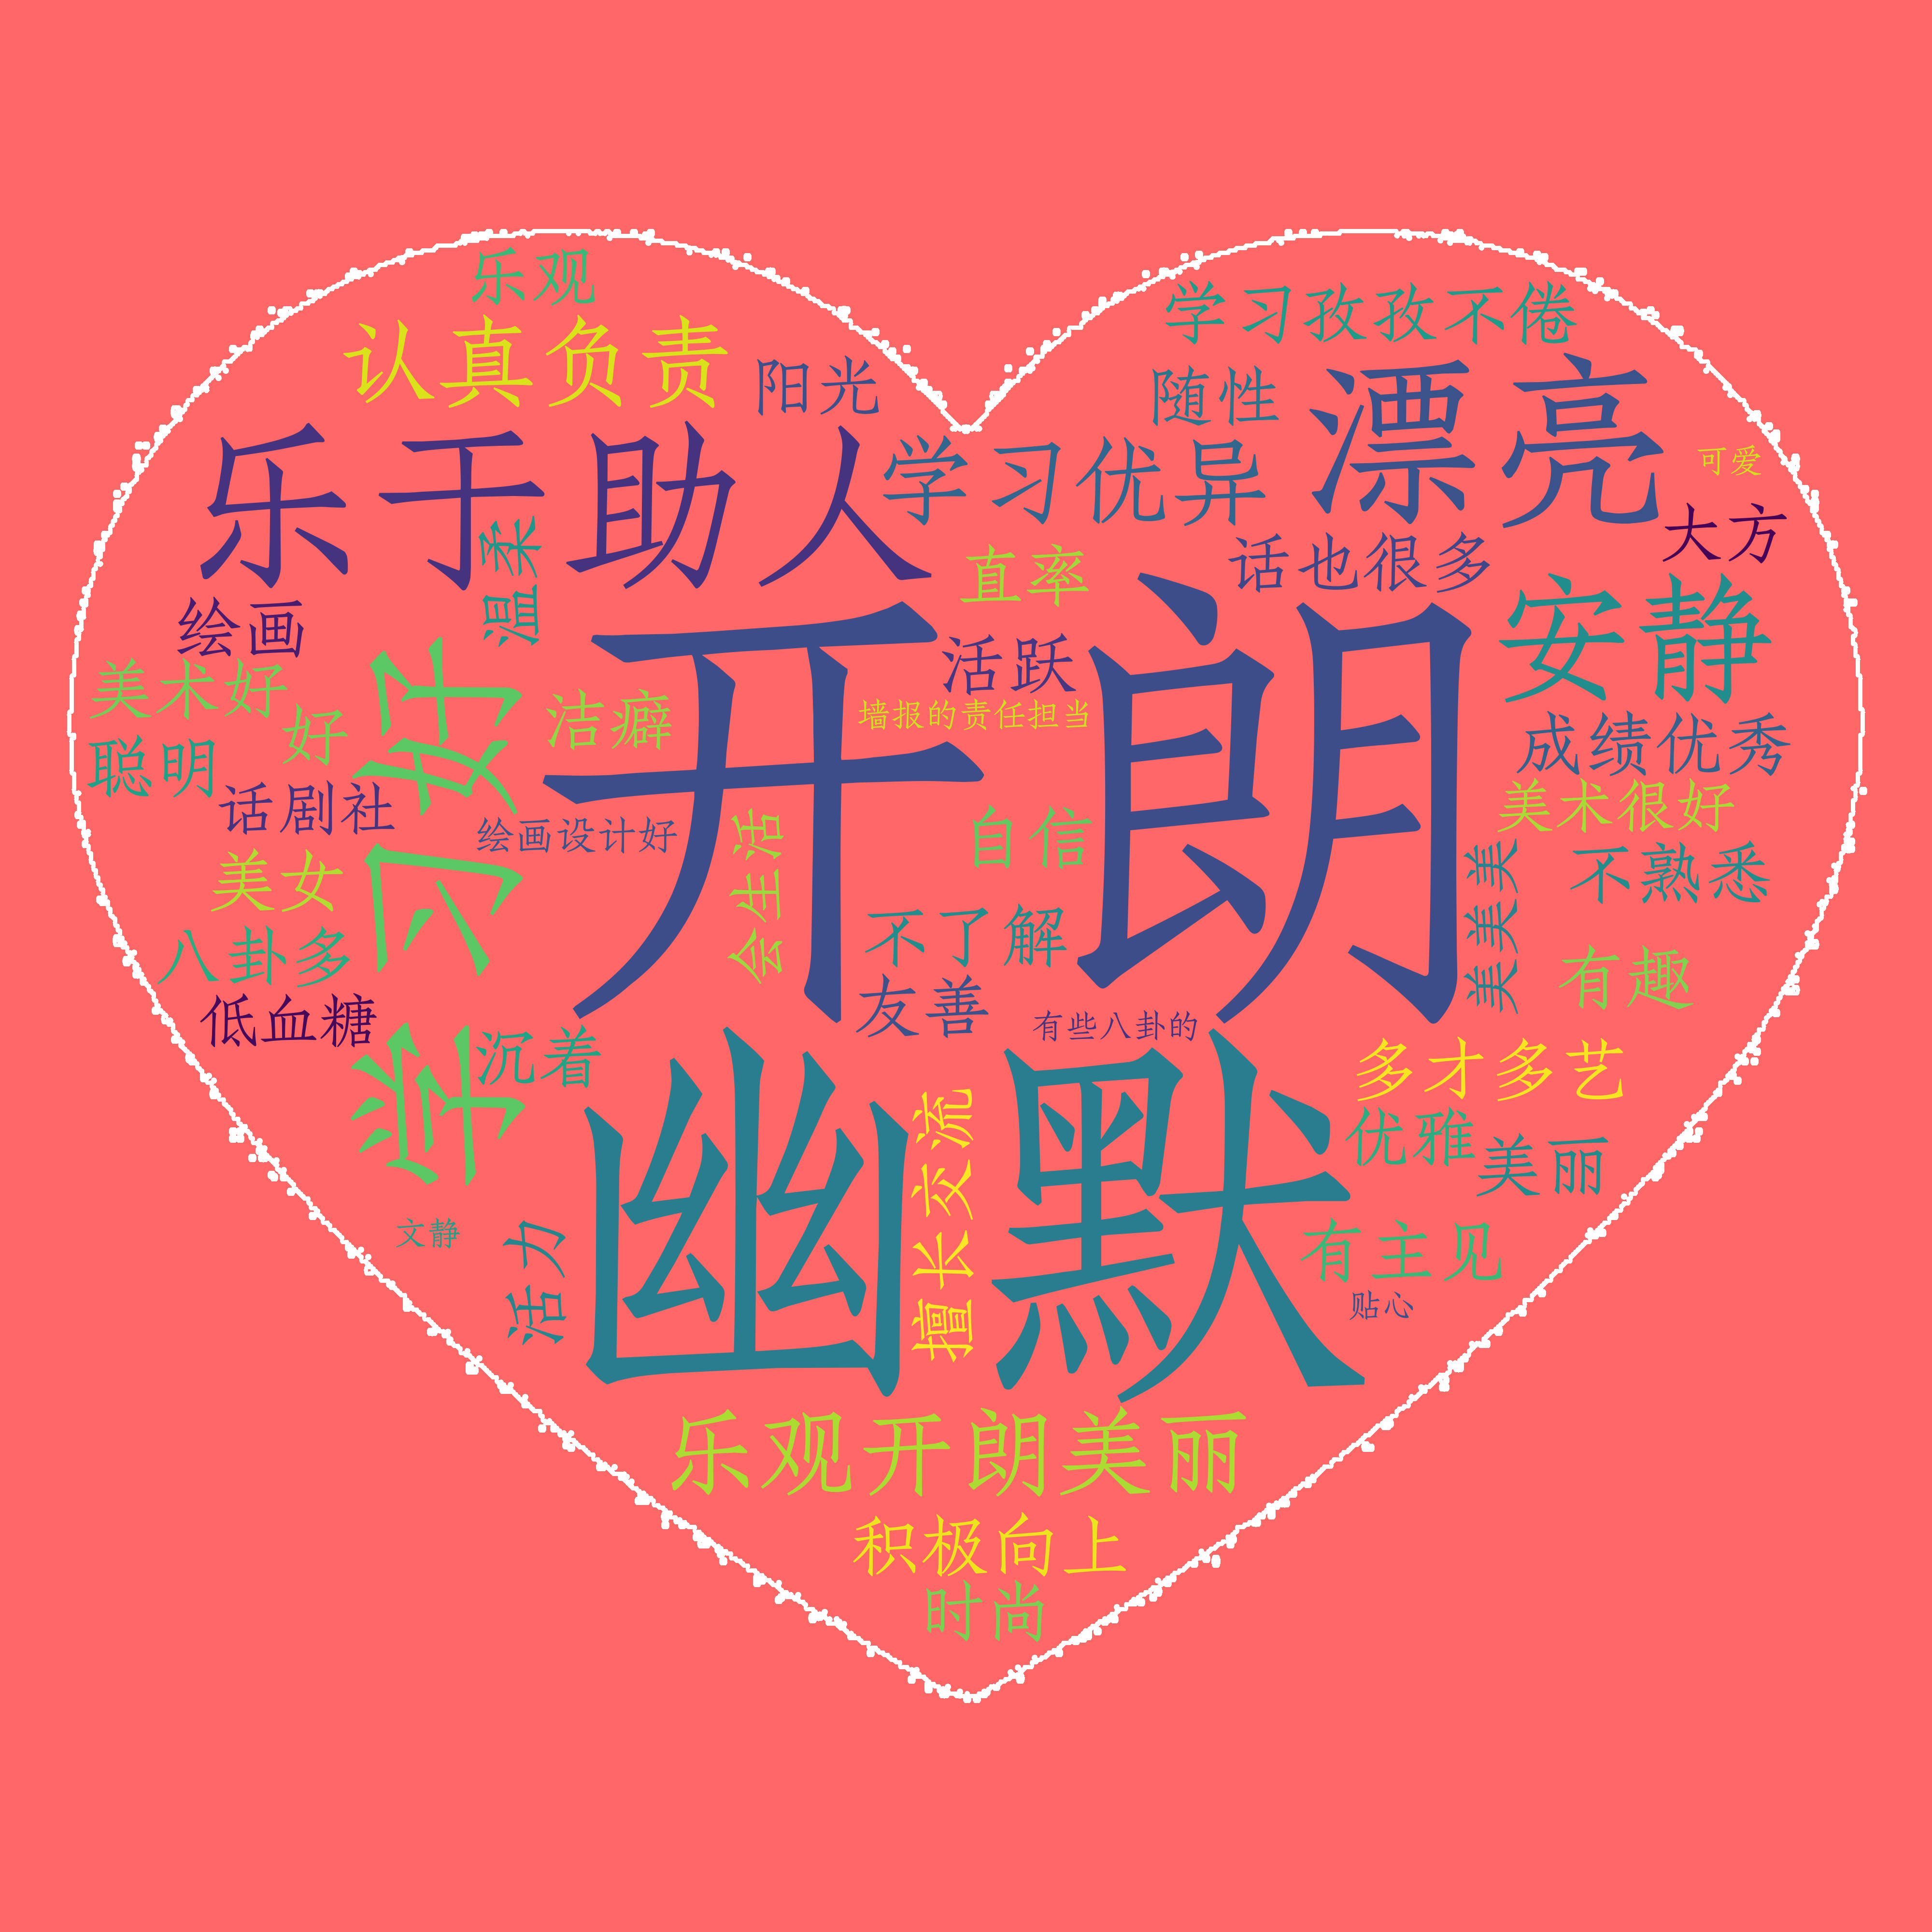 乐观
学习孜孜不倦
认真负责
阳光
随性
漂亮
乐于助人
学习优异
可爱
大方
温柔
直率
话也很多
绘画
开朗
活跃
安静
美术好
好
洁癖
墙报的责任担当
成绩优秀
聪明
学习好
话剧社
绘画设计好
会生活
自信
美术很好
美女
美美美
不熟悉
八卦多
不了解
有趣
低血糖
友善
有些八卦的
沉着
多才多艺
幽默
擅长交流
优雅
美丽
文静
活力
有主见
贴心
乐观开朗美丽
积极向上
时尚